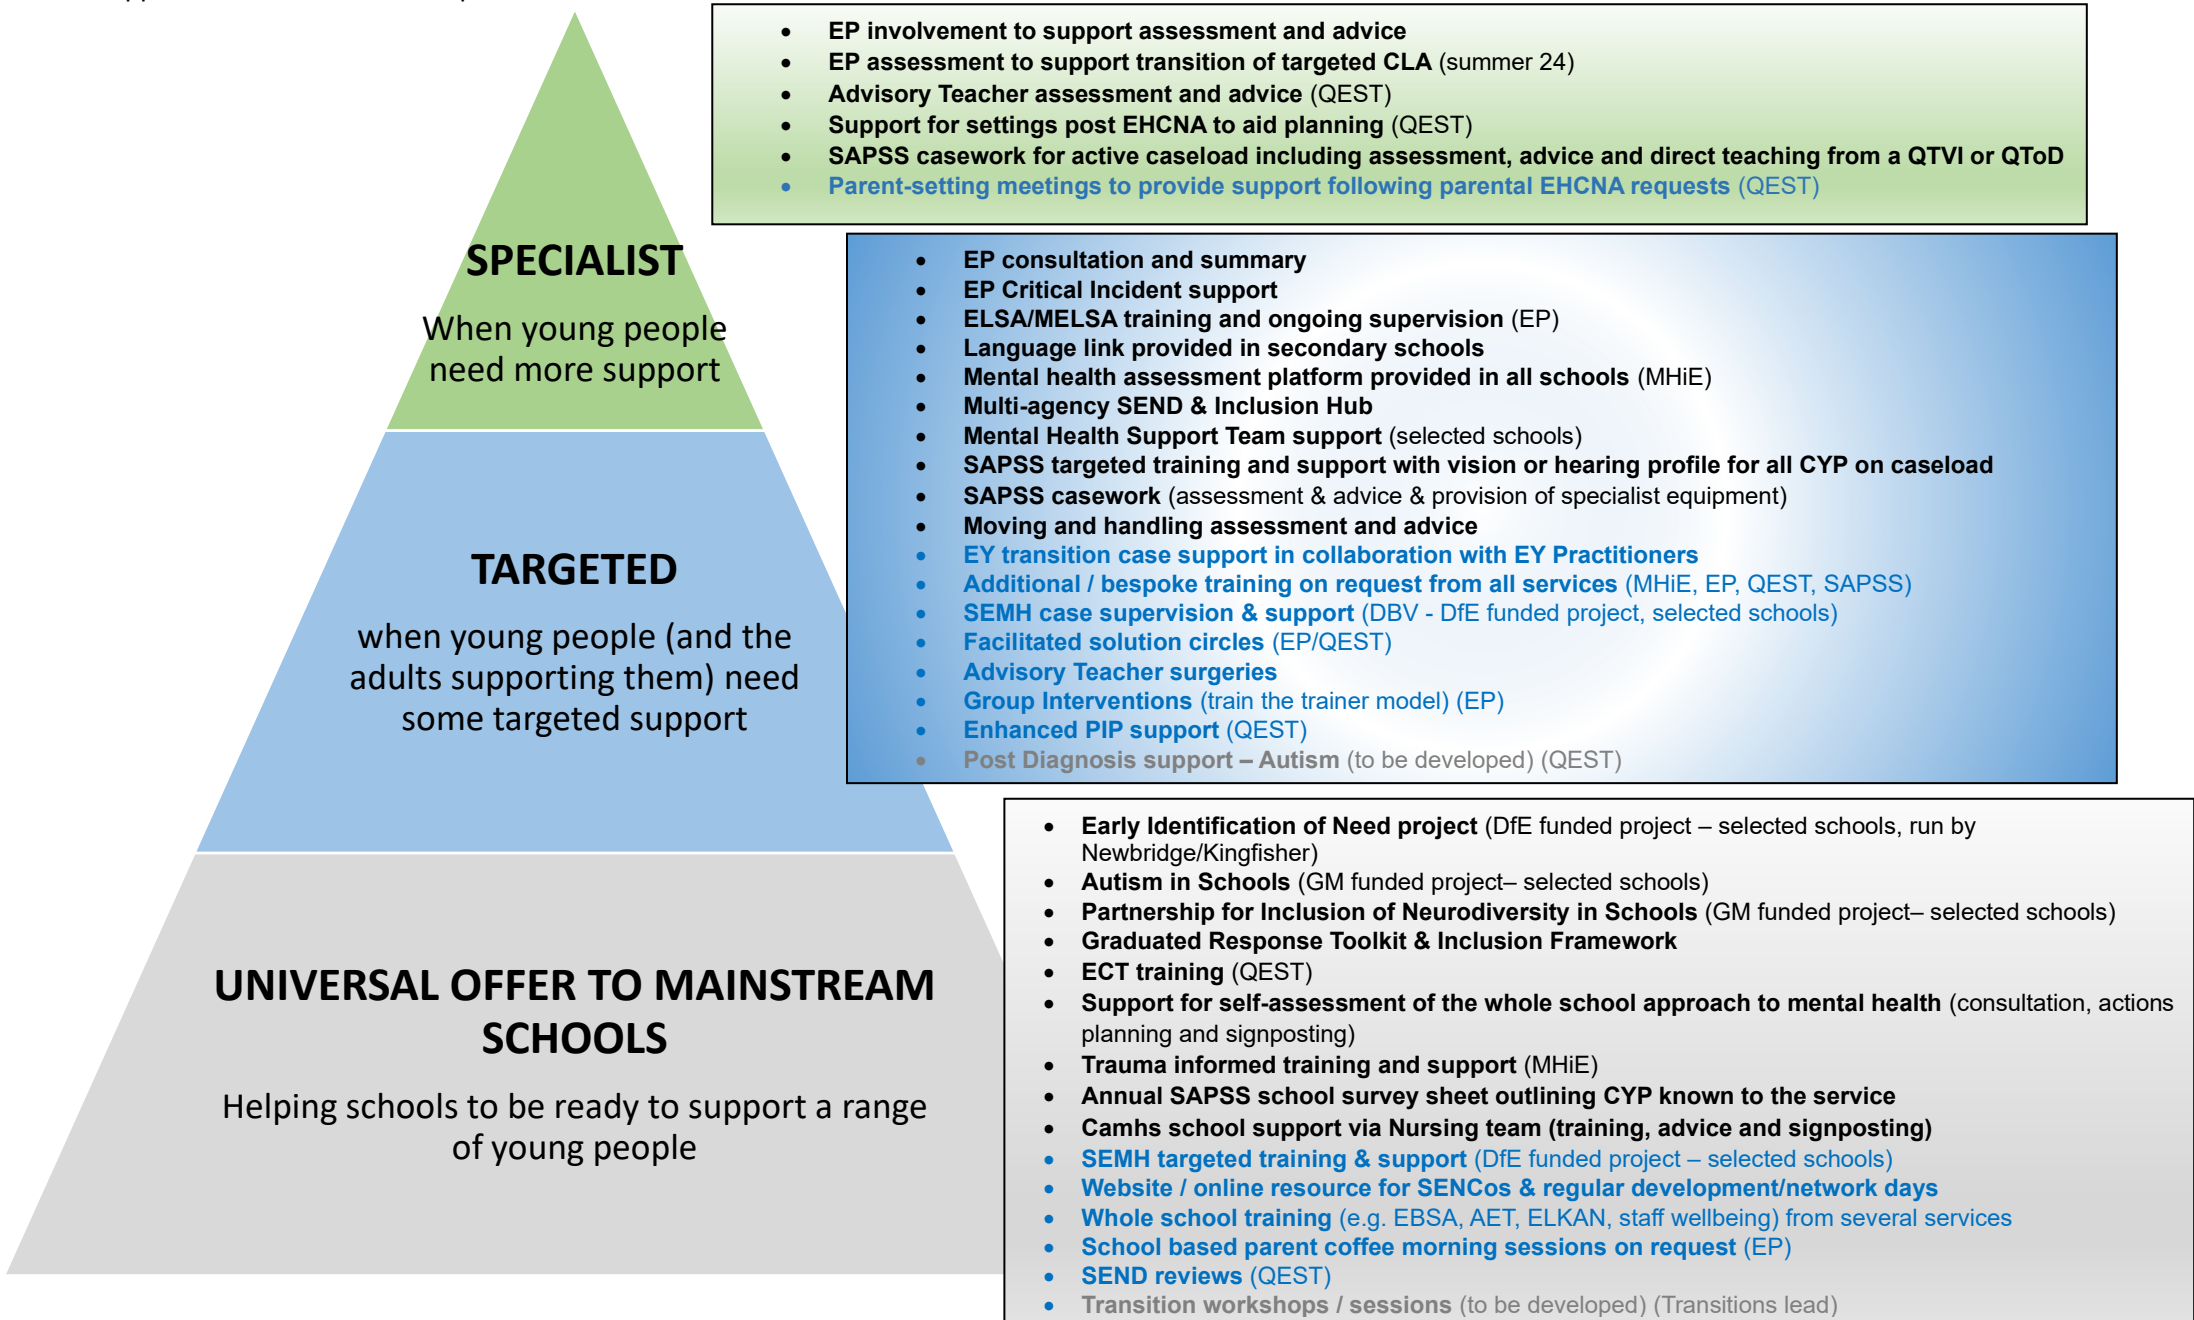 SPECIALIST
When young people
need more support
• EP involvement to support assessment and advice
• EP assessment to support transition of targeted CLA (summer 24)
• Advisory Teacher assessment and advice (QEST)
• Support for settings post EHCNA to aid planning (QEST)
• SAPSS casework for active caseload including assessment, advice and direct teaching from a QTVI or QToD
• Parent-setting meetings to provide support following parental EHCNA requests (QEST)
TARGETED
when young people (and the
adults supporting them) need
some targeted support
• EP consultation and summary
• EP Critical Incident support
• ELSA/MELSA training and ongoing supervision (EP)
• Language link provided in secondary schools
• Mental health assessment platform provided in all schools (MHiE)
• Multi-agency SEND & Inclusion Hub
• Mental Health Support Team support (selected schools)
• SAPSS targeted training and support with vision or hearing profile for all CYP on caseload
• SAPSS casework (assessment & advice & provision of specialist equipment)
• Moving and handling assessment and advice
• EY transition case support in collaboration with EY Practitioners
• Additional / bespoke training on request from all services (MHiE, EP, QEST, SAPSS)
• SEMH case supervision & support (DBV - DfE funded project, selected schools)
• Facilitated solution circles (EP/QEST)
• Advisory Teacher surgeries
• Group Interventions (train the trainer model) (EP)
• Enhanced PIP support (QEST)
• Post Diagnosis support – Autism (to be developed) (QEST)
UNIVERSAL OFFER TO MAINSTREAM
SCHOOLS
Helping schools to be ready to support a range
of young people
• Early Identification of Need project (DfE funded project – selected schools, run by
Newbridge/Kingfisher)
• Autism in Schools (GM funded project– selected schools)
• Partnership for Inclusion of Neurodiversity in Schools (GM funded project– selected schools)
• Graduated Response Toolkit & Inclusion Framework
• ECT training (QEST)
• Support for self-assessment of the whole school approach to mental health (consultation, actions
planning and signposting)
• Trauma informed training and support (MHiE)
• Annual SAPSS school survey sheet outlining CYP known to the service
• Camhs school support via Nursing team (training, advice and signposting)
• SEMH targeted training & support (DfE funded project – selected schools)
• Website / online resource for SENCos & regular development/network days
• Whole school training (e.g. EBSA, AET, ELKAN, staff wellbeing) from several services
• School based parent coffee morning sessions on request (EP)
• SEND reviews (QEST)
• Transition workshops / sessions (to be developed) (Transitions lead)